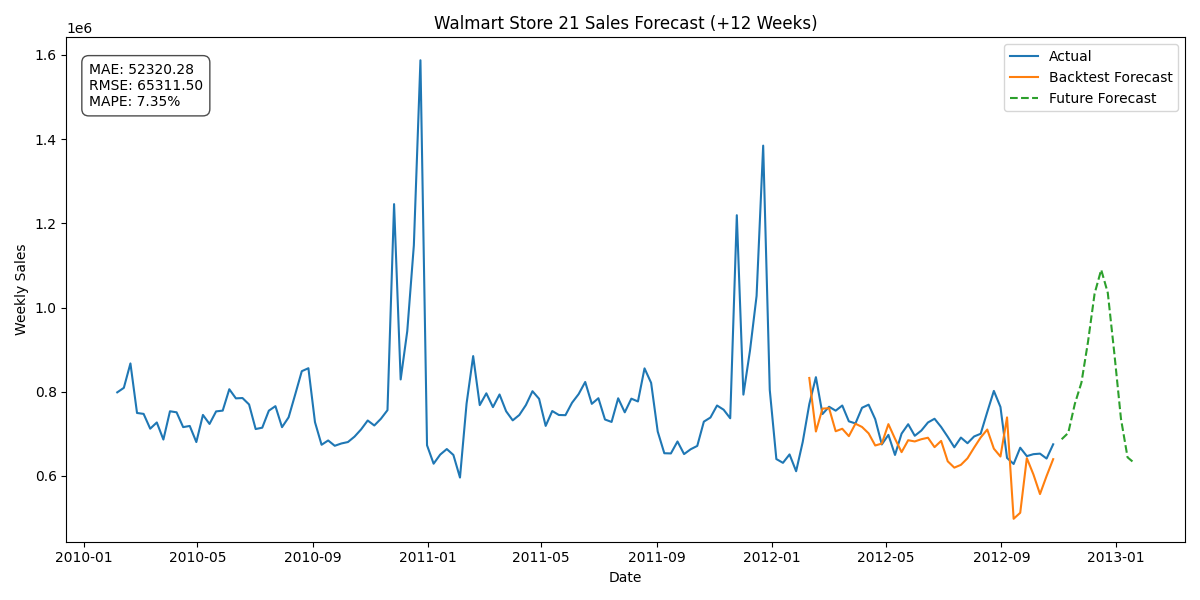 Walmart Store 21 Sales Forecast (+12 Weeks)
1e6
MAE: 52320.28
RMSE: 65311.50
MAPE: 7.35%
Actual
Backtest Forecast
Future Forecast
Weekly Sales
1.6
1.4
1.2
1.0
0.8
0.6
2010-01
2010-05
2010-09
2011-01
2011-05
2011-09
2012-01
2012-05
2012-09
2013-01
Date